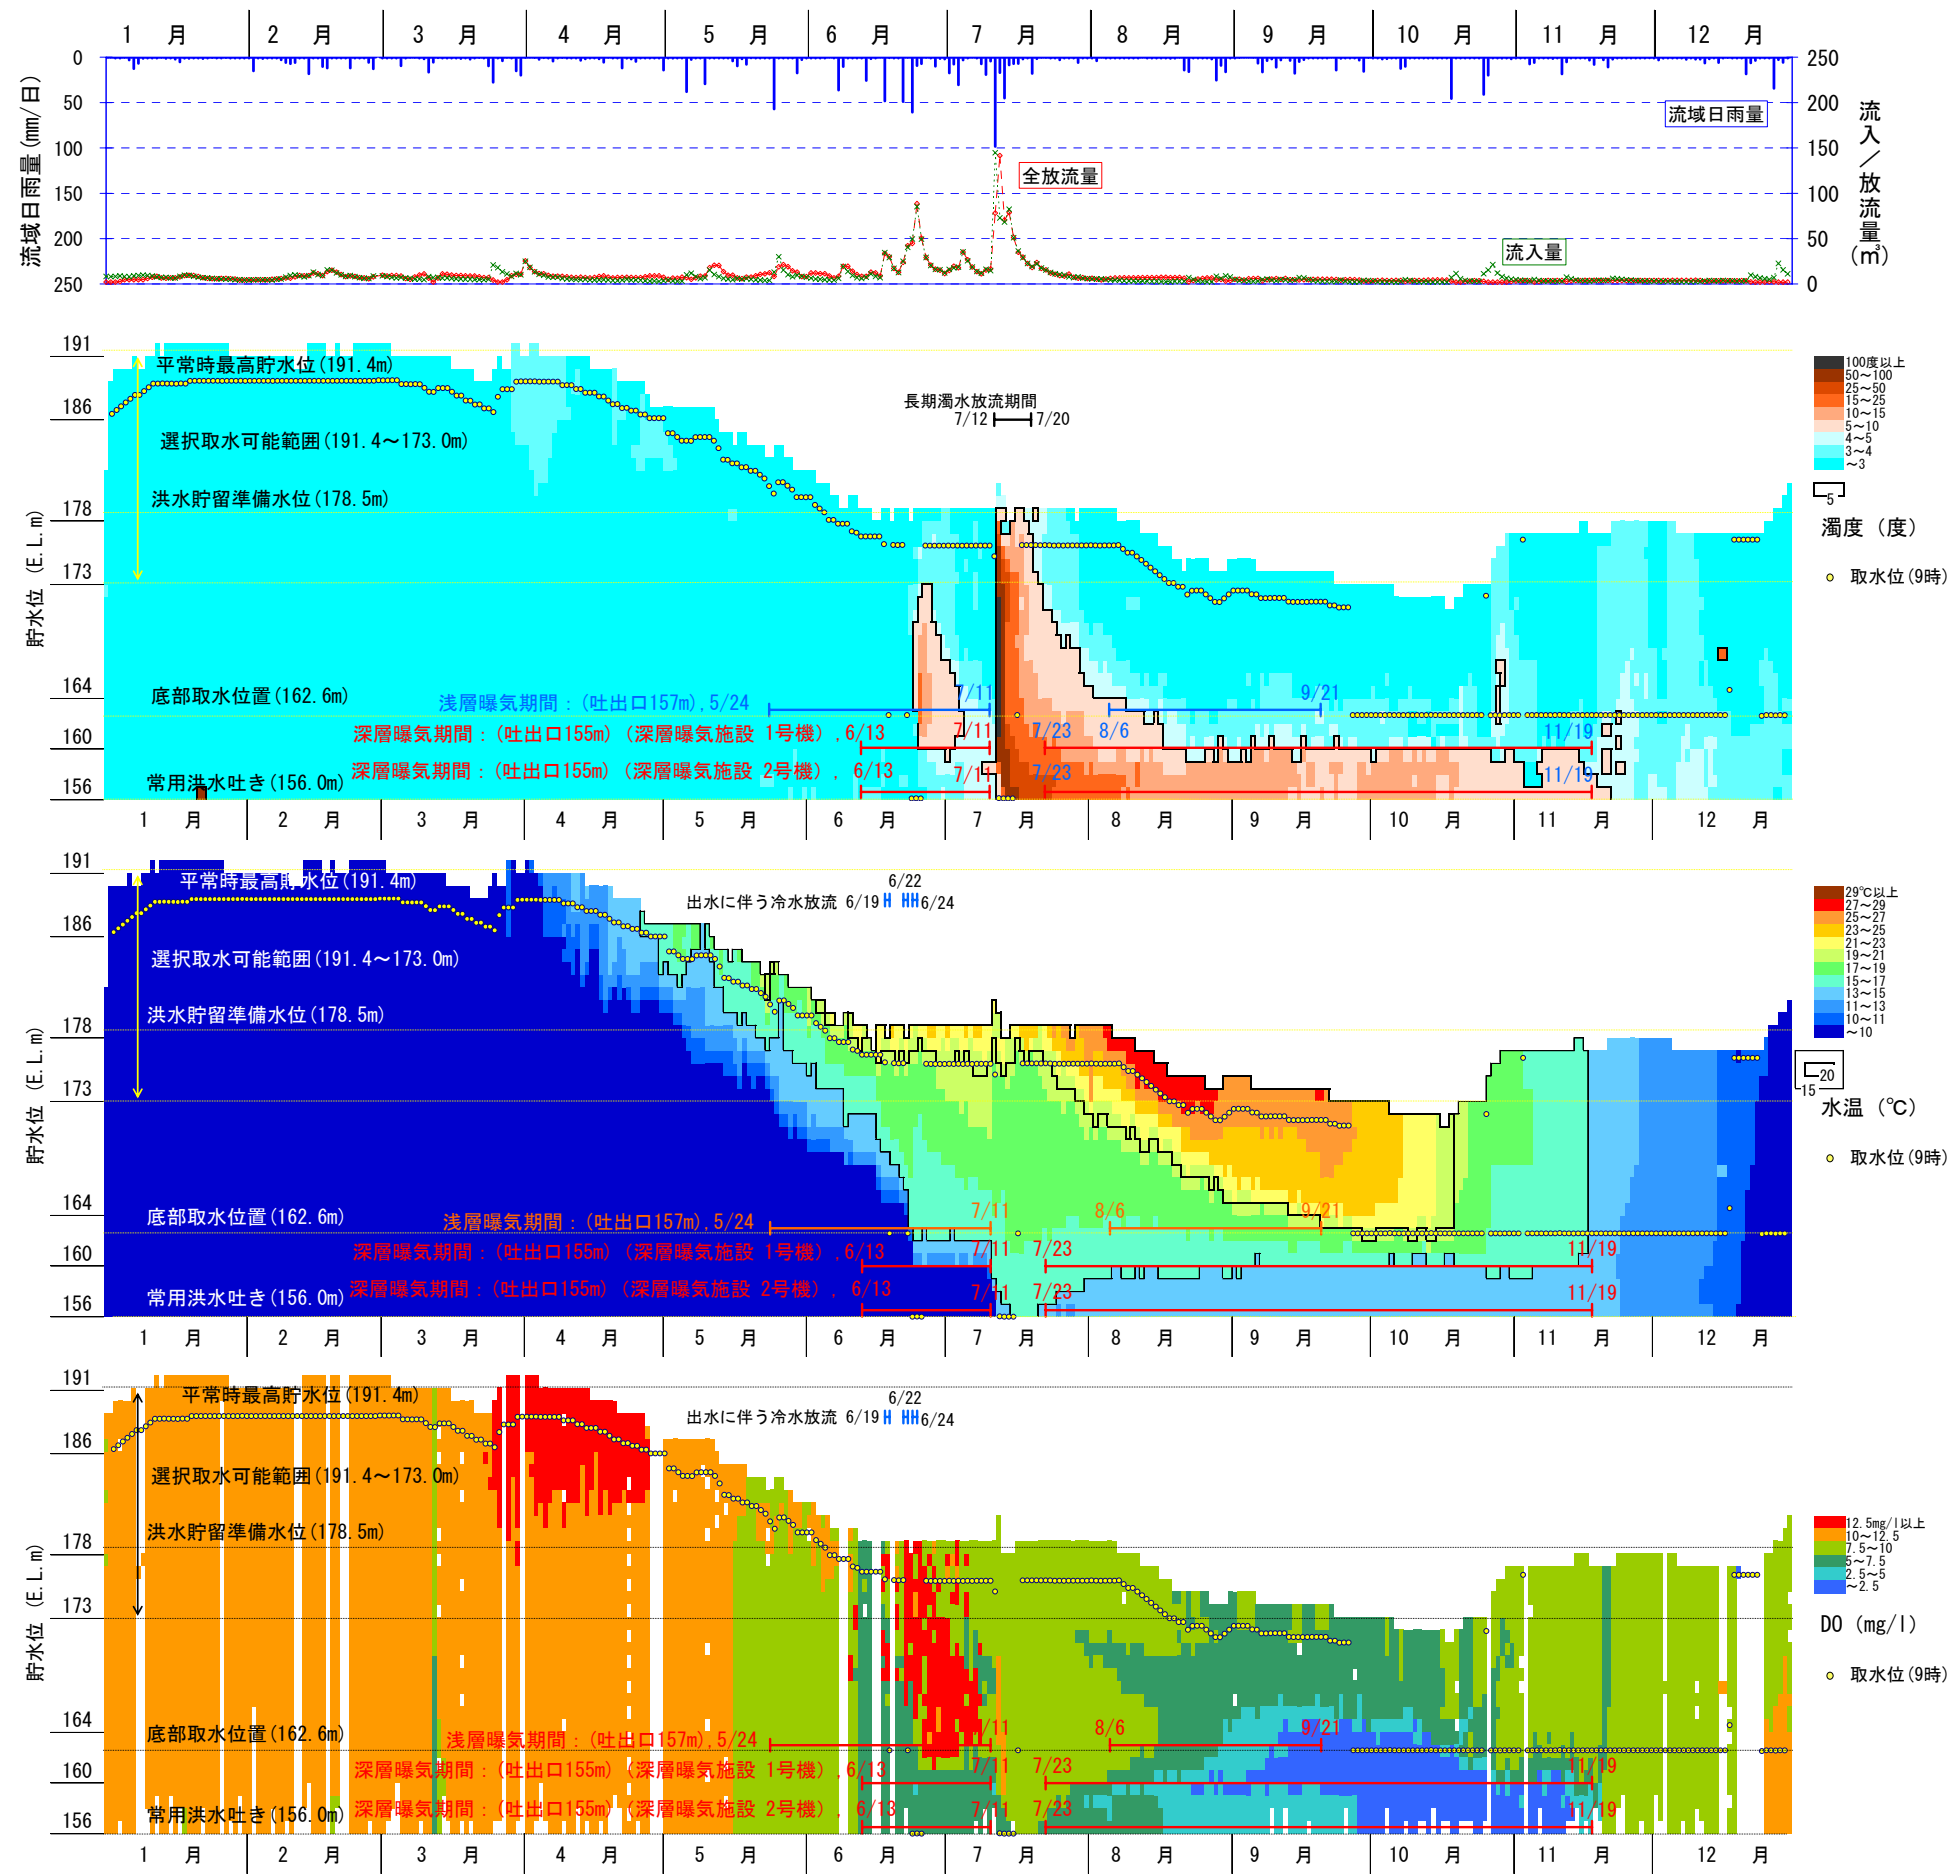 1 月 2 月 3 月 4 月 5 月 6 月 7 月 8 月 9 月 10 月 11 月 12 月
0 250
50 200
100 150
150 100
200 50
250 0
流域日雨量(mm/日)
流入／放流量(㎥)
流域日雨量
全放流量
流入量
191
平常時最高貯水位(191.4m)
長期濁水放流期間
7/12 7/20
186
選択取水可能範囲(191.4～173.0m)
洪水貯留準備水位(178.5m)
178
173
164
底部取水位置(162.6m)
浅層曝気期間：(吐出口157m),5/24 7/11 8/6 9/21
深層曝気期間：(吐出口155m)(深層曝気施設 1号機),6/13 7/11 7/23 11/19
160
深層曝気期間：(吐出口155m)(深層曝気施設 2号機), 6/13 7/11 7/23 11/19
常用洪水吐き(156.0m)
156
貯水位 (E.L.m)
100度以上
50～100
25～50
15～25
10～15
5～10
4～5
3～4
～3
5
濁度（度）
取水位(9時)
1 月 2 月 3 月 4 月 5 月 6 月 7 月 8 月 9 月 10 月 11 月 12 月
191
平常時最高貯水位(191.4m)
6/22
出水に伴う冷水放流 6/19 6/24
186
選択取水可能範囲(191.4～173.0m)
洪水貯留準備水位(178.5m)
178
173
164
底部取水位置(162.6m)
浅層曝気期間：(吐出口157m),5/24 7/11 8/6 9/21
深層曝気期間：(吐出口155m)(深層曝気施設 1号機),6/13 7/11 7/23 11/19
160
深層曝気期間：(吐出口155m)(深層曝気施設 2号機), 6/13 7/11 7/23 11/19
常用洪水吐き(156.0m)
156
貯水位 (E.L.m)
29℃以上
27～29
25～27
23～25
21～23
19～21
17～19
15～17
13～15
11～13
10～11
～10
15 20
水温（℃）
取水位(9時)
1 月 2 月 3 月 4 月 5 月 6 月 7 月 8 月 9 月 10 月 11 月 12 月
191
平常時最高貯水位(191.4m)
6/22
出水に伴う冷水放流 6/19 6/24
186
選択取水可能範囲(191.4～173.0m)
洪水貯留準備水位(178.5m)
178
173
164
底部取水位置(162.6m)
浅層曝気期間：(吐出口157m),5/24 7/11 8/6 9/21
深層曝気期間：(吐出口155m)(深層曝気施設 1号機),6/13 7/11 7/23 11/19
160
深層曝気期間：(吐出口155m)(深層曝気施設 2号機), 6/13 7/11 7/23 11/19
常用洪水吐き(156.0m)
156
貯水位 (E.L.m)
12.5mg/l以上
10～12.5
7.5～10
5～7.5
2.5～5
～2.5
DO (mg/l)
取水位(9時)
1 月 2 月 3 月 4 月 5 月 6 月 7 月 8 月 9 月 10 月 11 月 12 月